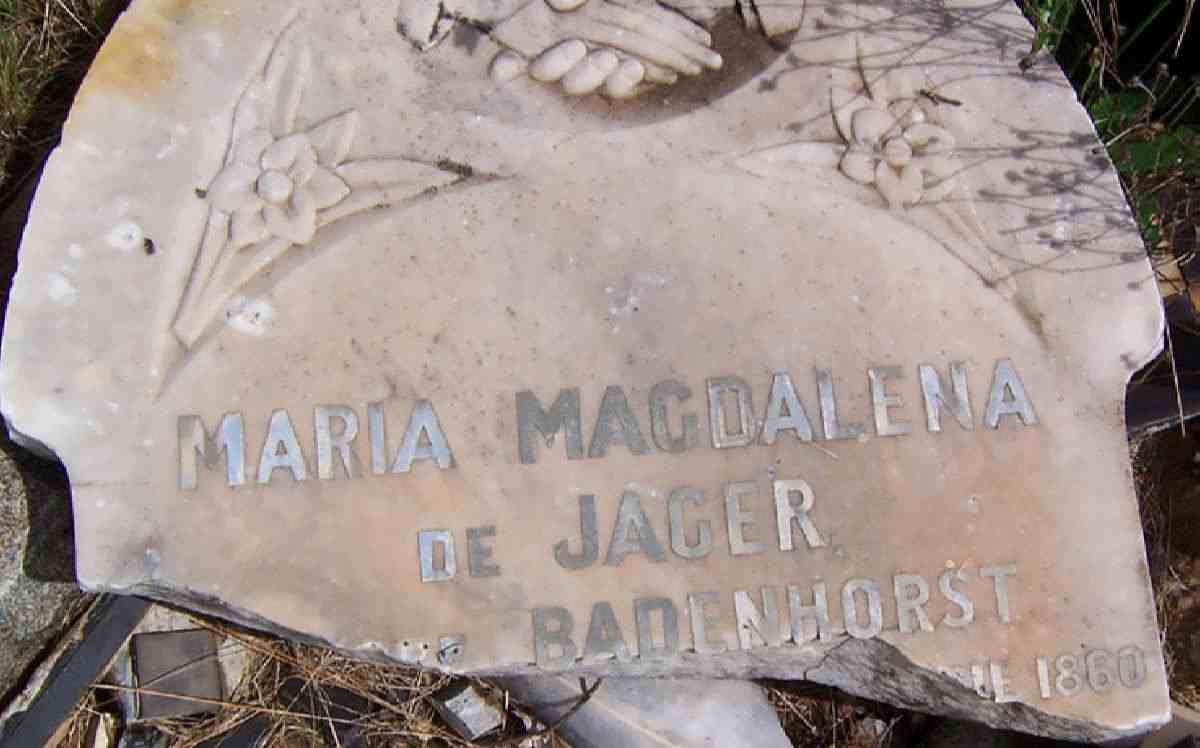 MARIA MAGDALENA
DE JAGER.
BADENHORST
1860